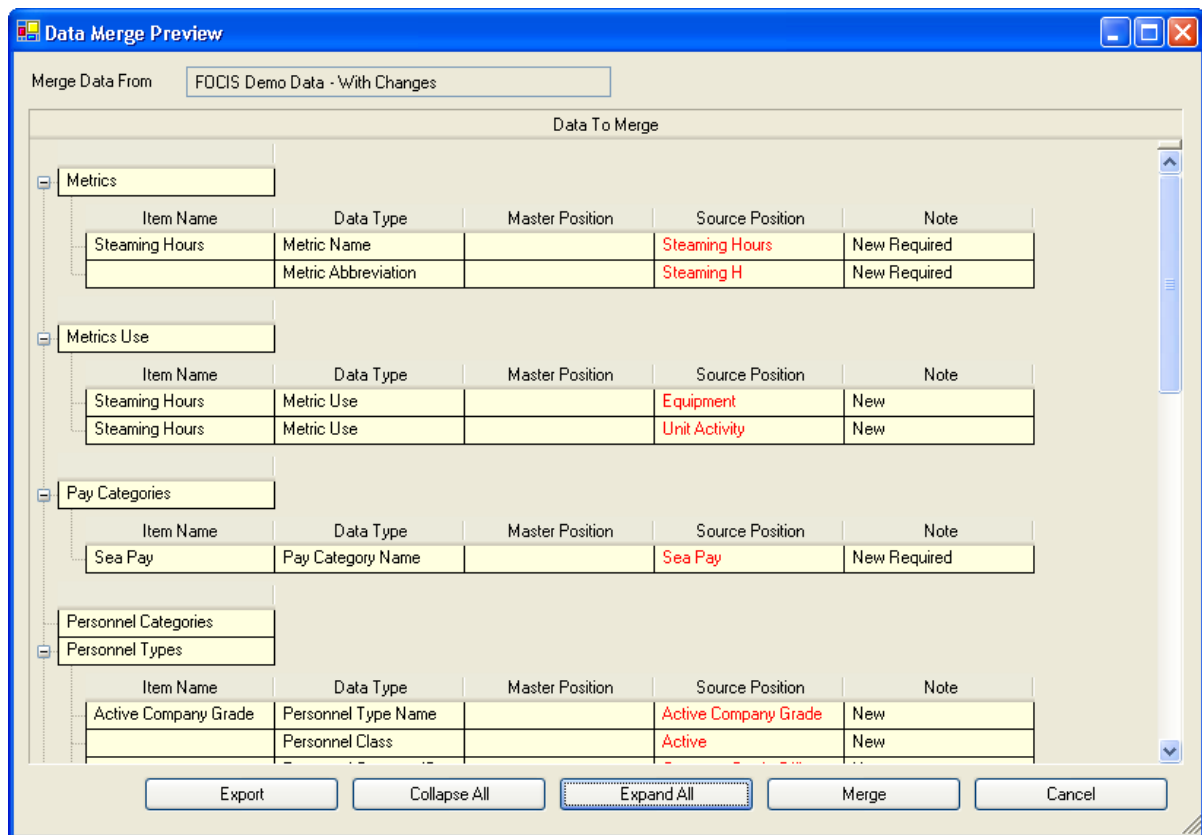 Data Merge Preview
Merge Data From FOCIS Demo Data - With Changes
Data To Merge
Metrics
Item Name Data Type Master Position Source Position Note
Steaming Hours Metric Name Steaming Hours New Required
Metric Abbreviation Steaming H New Required
Metrics Use
Item Name Data Type Master Position Source Position Note
Steaming Hours Metric Use Equipment New
Steaming Hours Metric Use Unit Activity New
Pay Categories
Item Name Data Type Master Position Source Position Note
Sea Pay Pay Category Name Sea Pay New Required
Personnel Categories
Personnel Types
Item Name Data Type Master Position Source Position Note
Active Company Grade Personnel Type Name Active Company Grade New
Personnel Class Active New
Export Collapse All Expand All Merge Cancel